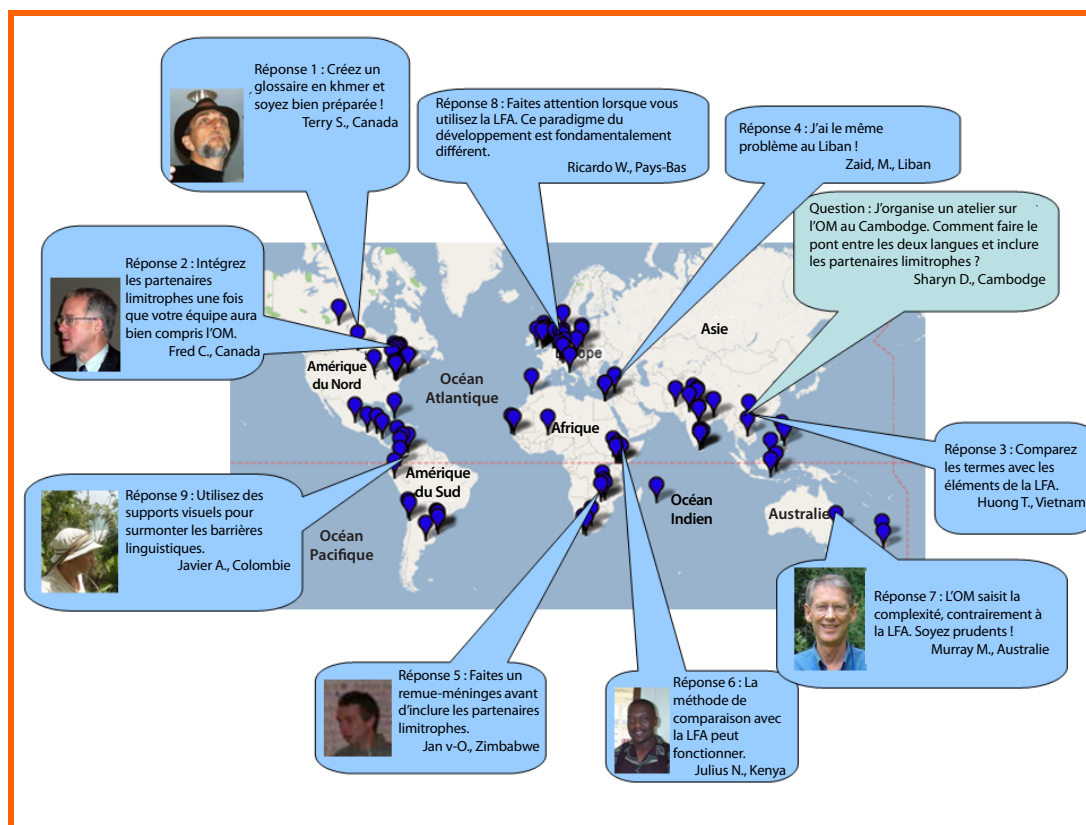 Réponse 1 : Créez un
glossaire en khmer et
soyez bien préparée !
Terry S., Canada
Réponse 8 : Faites attention lorsque vous
utilisez la LFA. Ce paradigme du
développement est fondamentalement
différent.
Ricardo W., Pays-Bas
Réponse 4 : J'ai le même
problème au Liban !
Zaid, M., Liban
Question : J'organise un atelier sur
l'OM au Cambodge. Comment faire le
pont entre les deux langues et inclure
les partenaires limitrophes ?
Sharyn D., Cambodge
Réponse 2 : Intégrez
les partenaires
limitrophes une fois
que votre équipe aura
bien compris l'OM.
Fred C., Canada
Asie
Europe
Amérique
du Nord
Océan
Atlantique
Afrique
Amérique
du Sud
Océan
Indien
Australie
Océan
Pacifique
Réponse 3 : Comparez
les termes avec les
éléments de la LFA.
Huong T., Vietnam
Réponse 9 : Utilisez des
supports visuels pour
surmonter les barrières
linguistiques.
Javier A., Colombie
Réponse 7 : L'OM saisit la
complexité, contrairement à
la LFA. Soyez prudents !
Murray M., Australie
Réponse 5 : Faites un
remue-méninges avant
d'inclure les partenaires
limitrophes.
Jan v-O., Zimbabwe
Réponse 6 : La
méthode de
comparaison avec
la LFA peut
fonctionner.
Julius N., Kenya